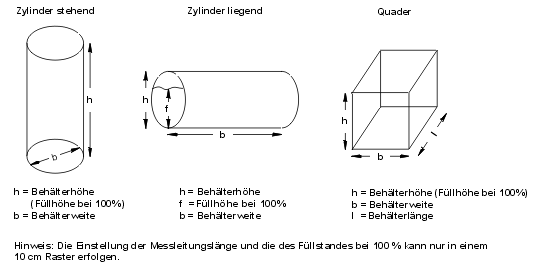 Zylinder stehend
Zylinder liegend
Quader
h
b
h
f
b
h
b
l
h = Behälterhöhe
( Füllhöhe bei 100%)
b = Behälterweite
h = Behälterhöhe
f = Füllhöhe bei 100%
b = Behälterweite
h = Behälterhöhe (Füllhöhe bei 100%)
b = Behälterweite
l = Behälterlänge
Hinweis: Die Einstellung der Messleitungslänge und die des Füllstandes bei 100 % kann nur in einem
10 cm Raster erfolgen.